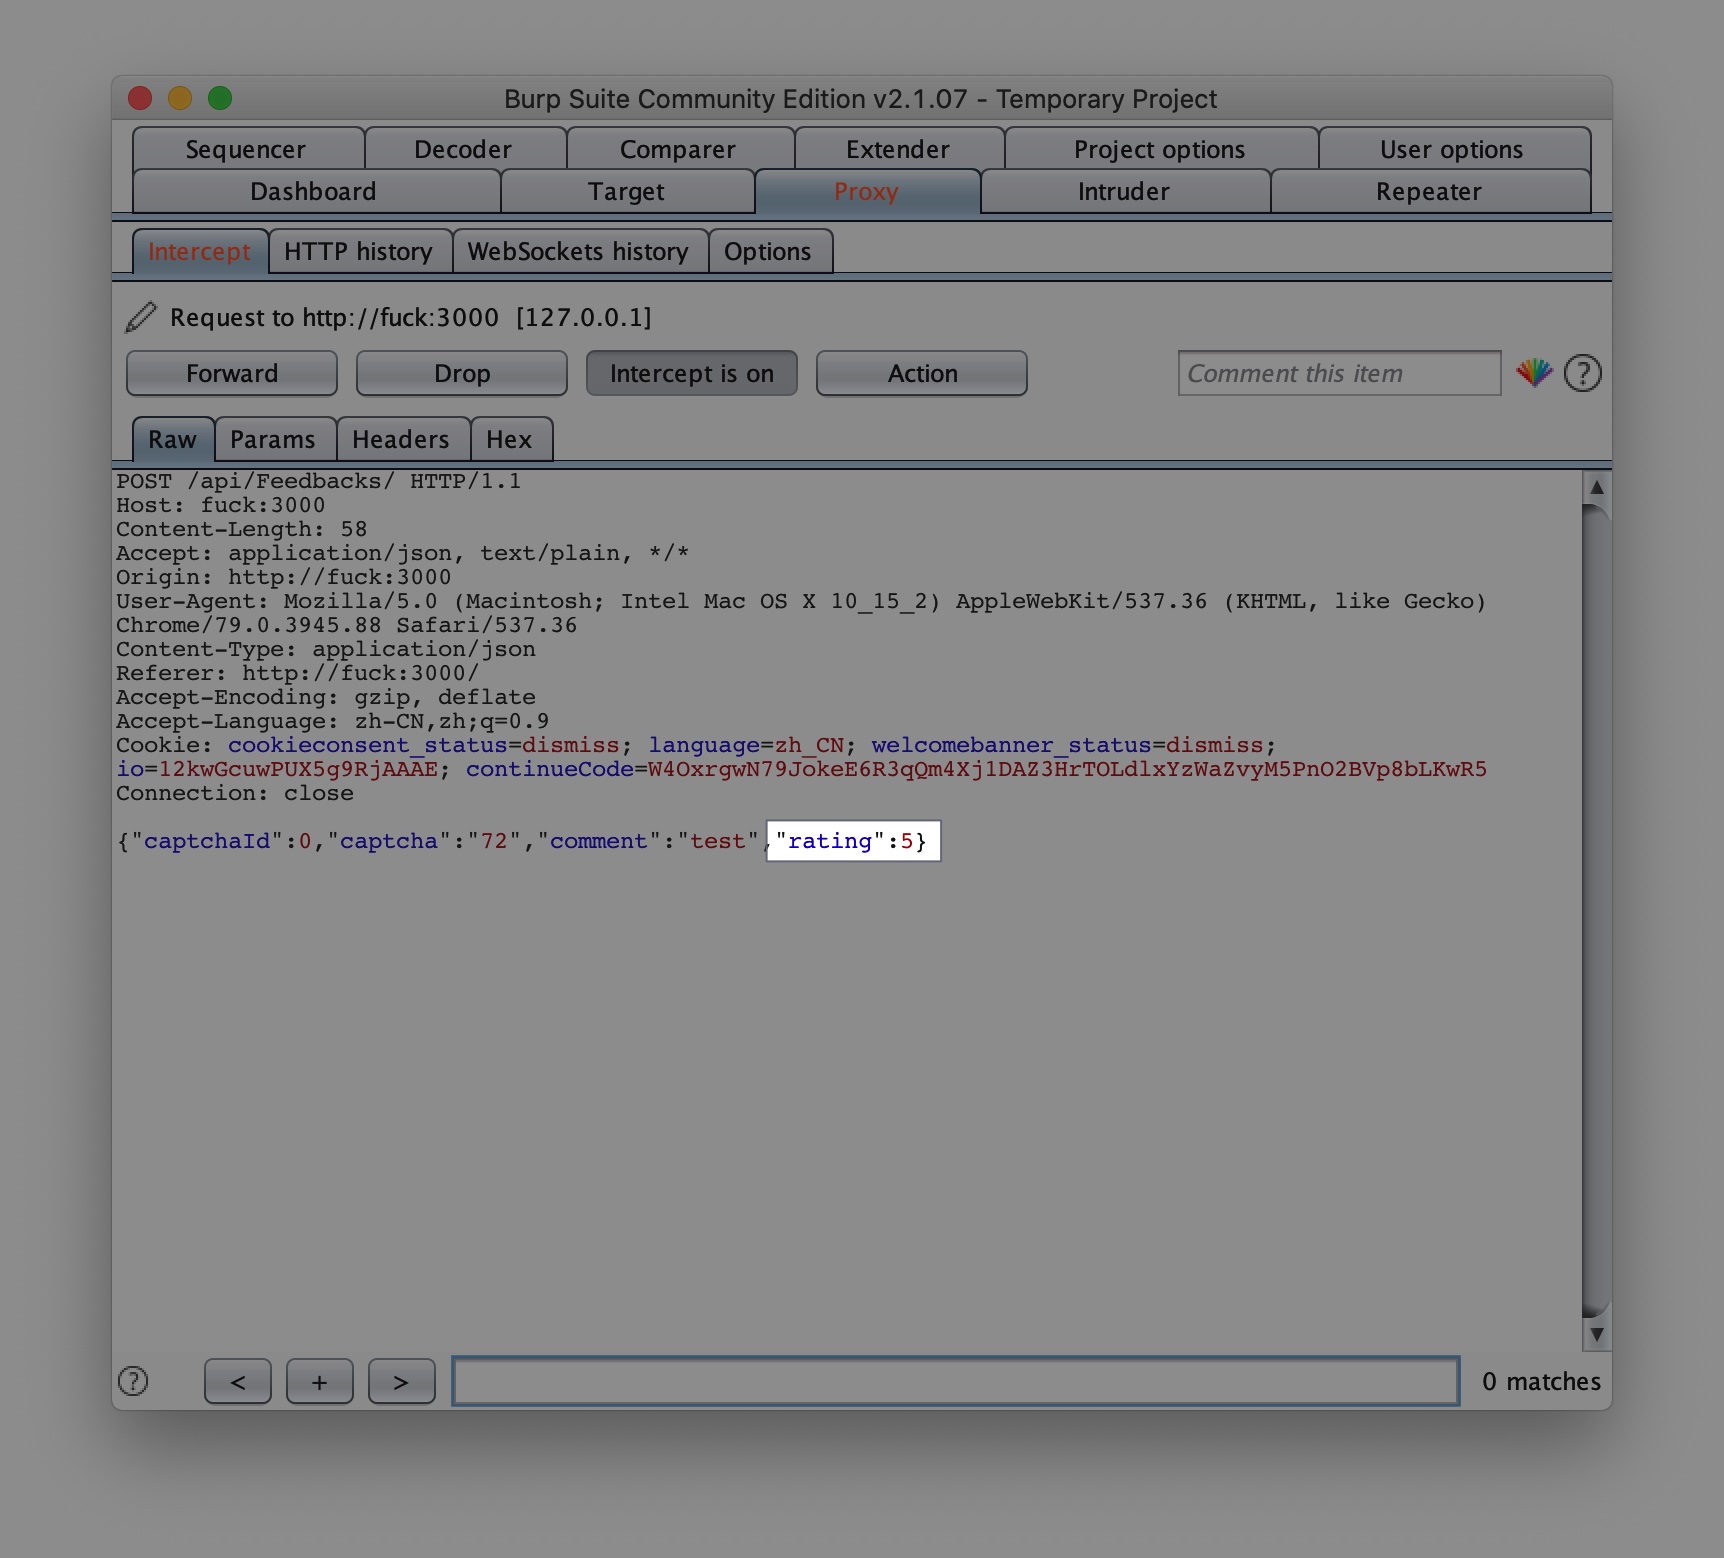 Burp Suite Community Edition v2.1.07 - Temporary Project
Sequencer Decoder Comparer Extender Project options User options
Dashboard Target Proxy Intruder Repeater
Intercept HTTP history WebSockets history Options
Request to http://fuck:3000 [127.0.0.1]
Forward Drop Intercept is on Action Comment this item ?
Raw Params Headers Hex
POST /api/Feedbacks/ HTTP/1.1
Host: fuck:3000
Content-Length: 58
Accept: application/json, text/plain, */*
Origin: http://fuck:3000
User-Agent: Mozilla/5.0 (Macintosh; Intel Mac OS X 10_15_2) AppleWebKit/537.36 (KHTML, like Gecko)
Chrome/79.0.3945.88 Safari/537.36
Content-Type: application/json
Referer: http://fuck:3000/
Accept-Encoding: gzip, deflate
Accept-Language: zh-CN,zh;q=0.9
Cookie: cookieconsent_status=dismiss; language=zh_CN; welcomebanner_status=dismiss;
io=12kwGcuwPUX5g9RjAAAE; continueCode=W4OxrgwN79JokeE6R3qQm4Xj1DAZ3HrTOLdlxYzWaZvyM5PnO2BVp8bLKwR5
Connection: close
{"captchaId":0,"captcha":"72","comment":"test","rating":5}
? < + > 0 matches